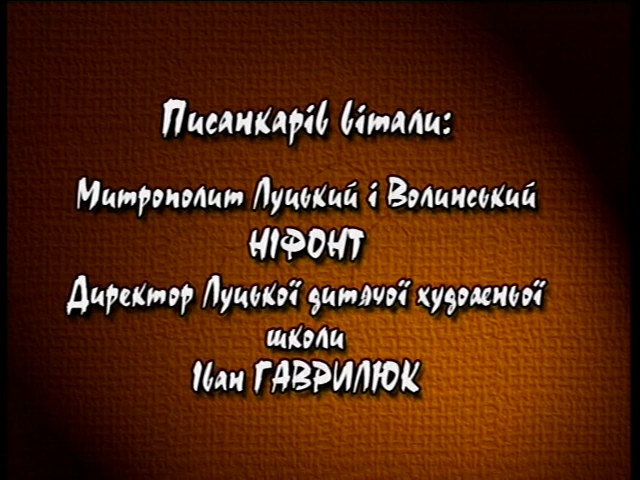 Писанкарів вітали:
Митрополит Луцький і Волинський
НІФОНТ
Директор Луцької дитячої художньої
школи
Іван ГАВРИЛЮК